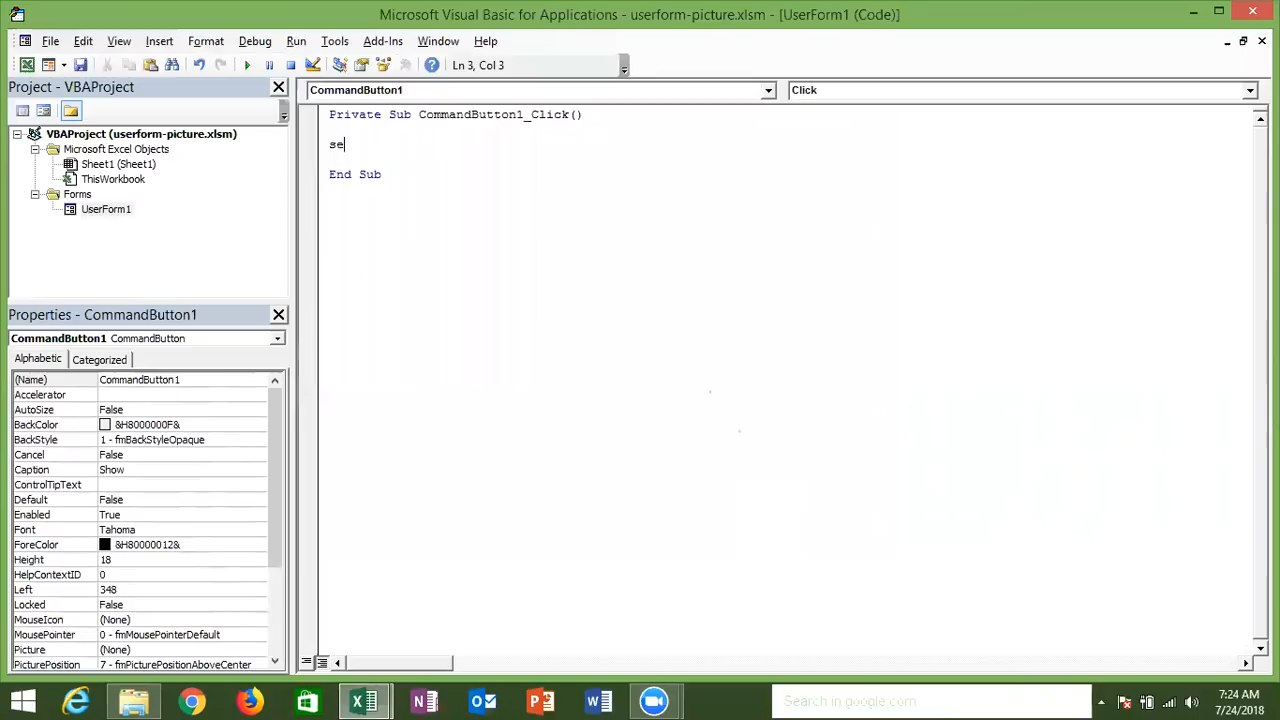 Microsoft Visual Basic for Applications - userform-picture.xlsm - [UserForm1 (Code)]
File Edit View Insert Format Debug Run Tools Add-Ins Window Help
Ln 3, Col 3
Project - VBAProject
CommandButton1
Click
VBAProject (userform-picture.xlsm)
Microsoft Excel Objects
Sheet1 (Sheet1)
ThisWorkbook
Forms
UserForm1
Private Sub CommandButton1_Click()
se
End Sub
Properties - CommandButton1
CommandButton1 CommandButton
Alphabetic Categorized
(Name) CommandButton1
Accelerator
AutoSize False
BackColor &H8000000F&
BackStyle 1 - fmBackStyleOpaque
Cancel False
Caption Show
ControlTipText
Default False
Enabled True
Font Tahoma
ForeColor &H80000012&
Height 18
HelpContextID 0
Left 348
Locked False
MouseIcon (None)
MousePointer 0 - fmMousePointerDefault
Picture (None)
PicturePosition 7 - fmPicturePositionAboveCenter
Search in google.com
7:24 AM
7/24/2018